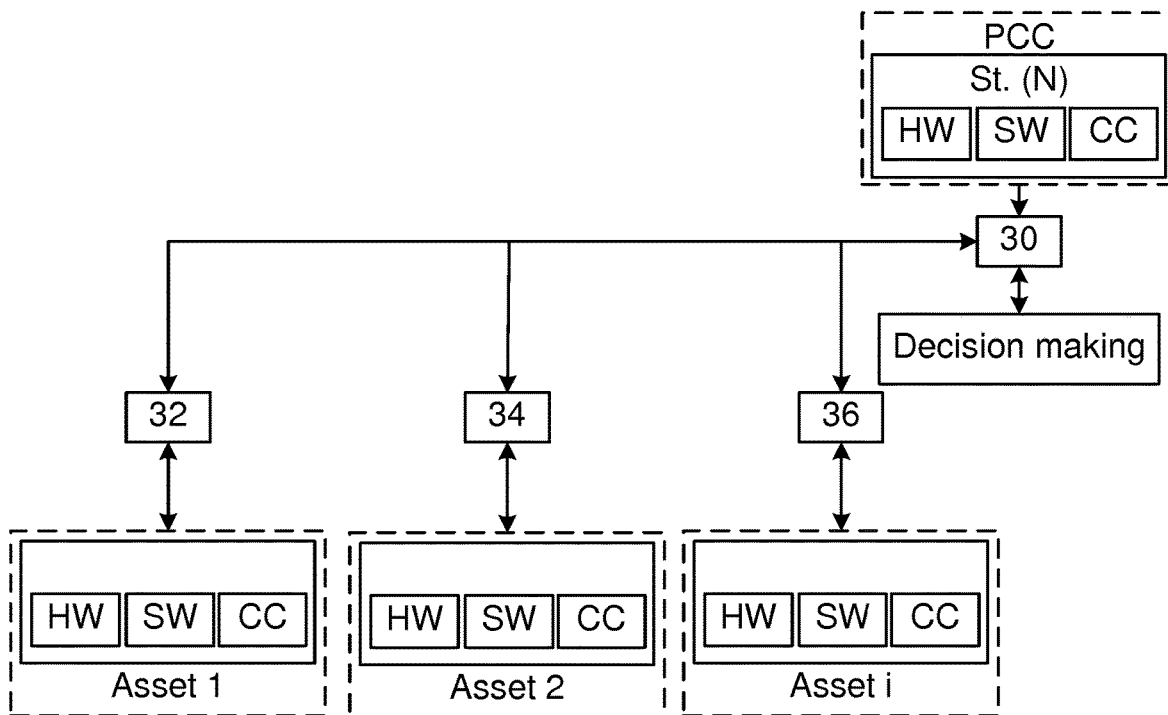 PCC
St. (N)
HW SW CC
30
Decision making
32 34 36
HW SW CC HW SW CC HW SW CC
Asset 1 Asset 2 Asset i